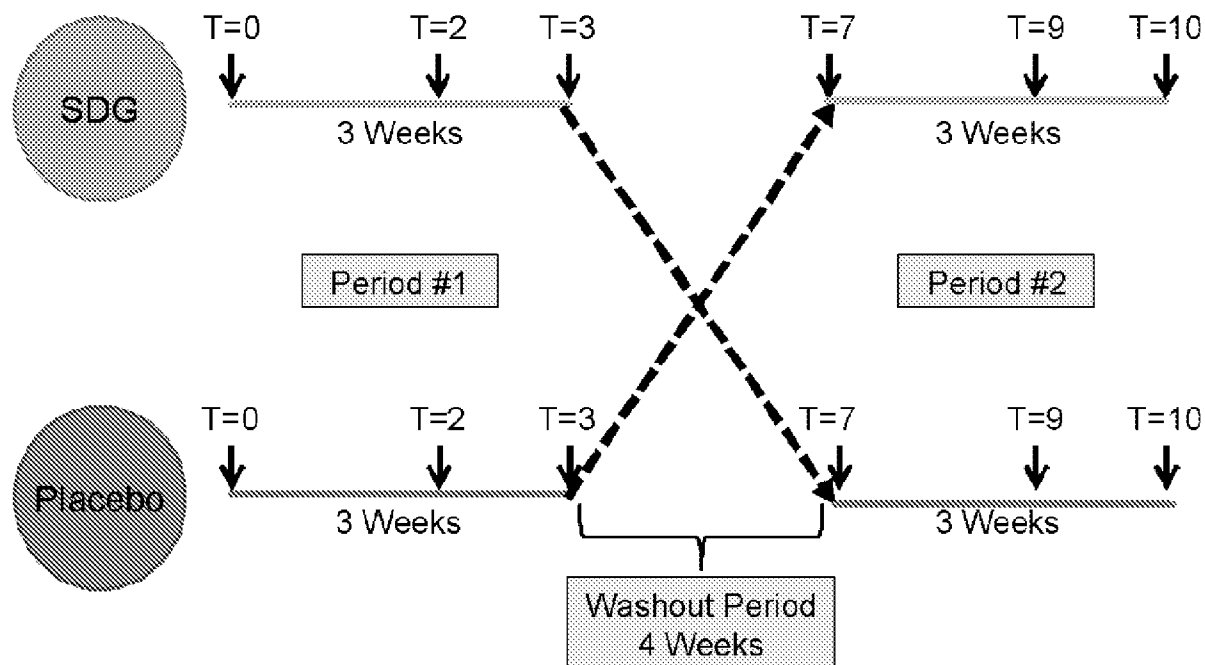 T=0 T=2 T=3 T=7 T=9 T=10
SDG
3 Weeks 3 Weeks
Period #1 Period #2
T=0 T=2 T=3 T=7 T=9 T=10
Placebo
3 Weeks 3 Weeks
Washout Period
4 Weeks